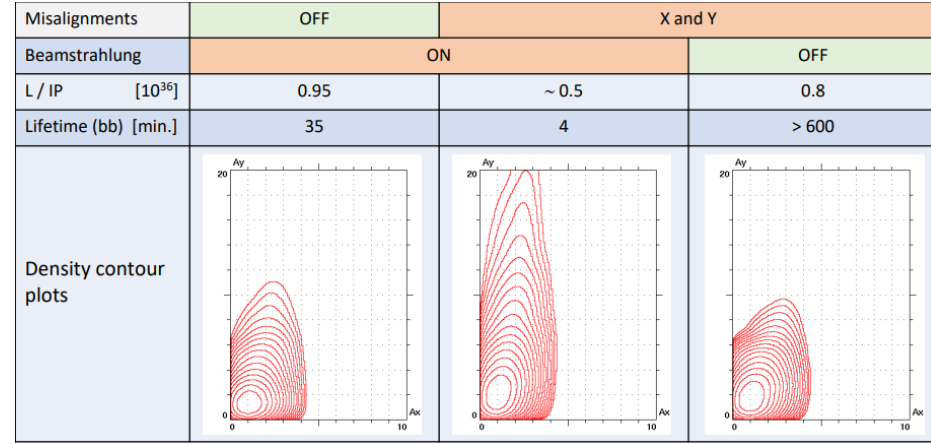 Misalignments OFF X and Y
Beamstrahlung ON OFF
L / IP [10³⁶] 0.95 ~ 0.5 0.8
Lifetime (bb) [min.] 35 4 > 600
Density contour
plots
Ay
20
0
Ax
0 10
Ay
20
0
Ax
0 10
Ay
20
0
Ax
0 10